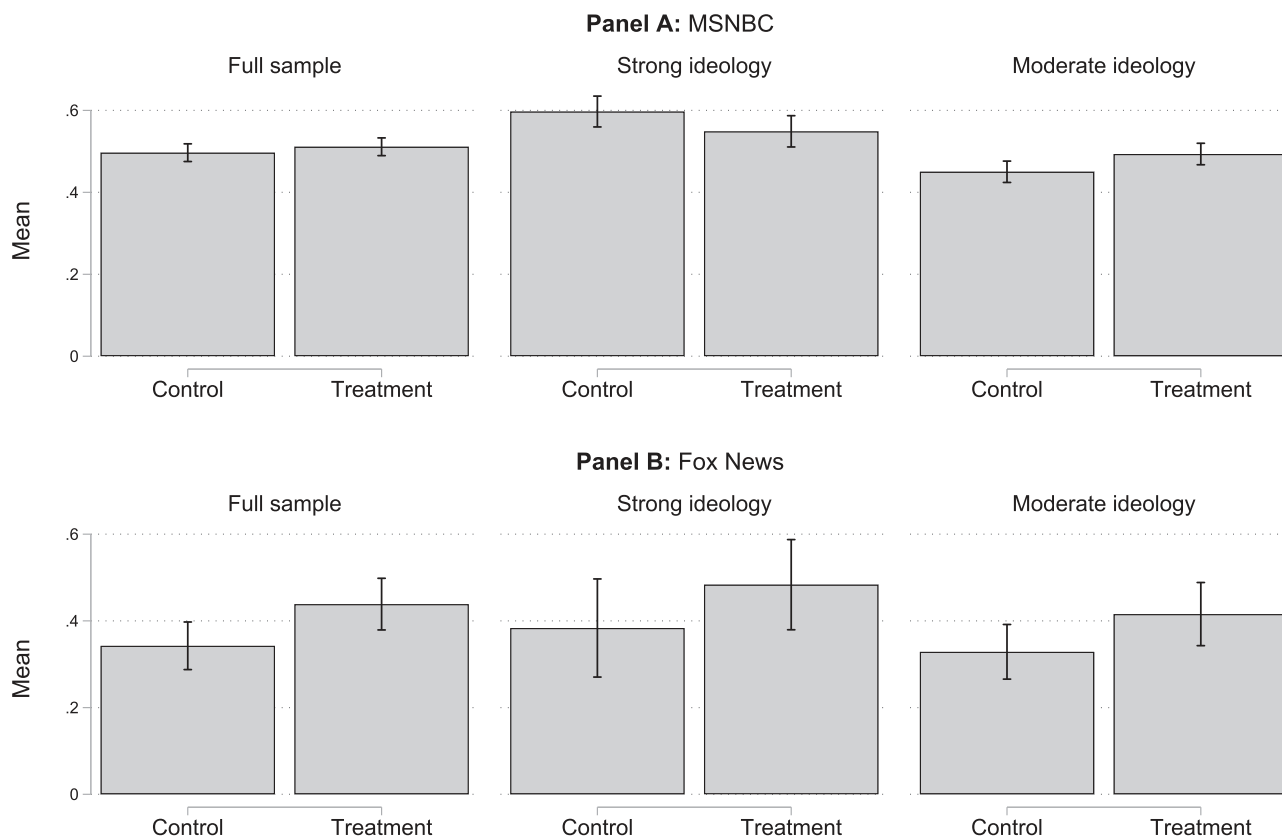 Panel A: MSNBC
Full sample Strong ideology Moderate ideology
.6
.4
.2
0
Mean
Control Treatment Control Treatment Control Treatment
Panel B: Fox News
Full sample Strong ideology Moderate ideology
.6
.4
.2
0
Mean
Control Treatment Control Treatment Control Treatment